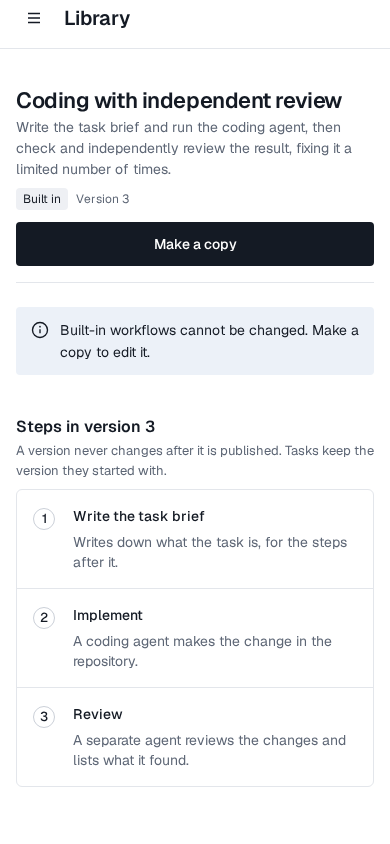 Library
Coding with independent review
Write the task brief and run the coding agent, then
check and independently review the result, fixing it a
limited number of times.
Built in Version 3
Make a copy
Built-in workflows cannot be changed. Make a
copy to edit it.
Steps in version 3
A version never changes after it is published. Tasks keep the
version they started with.
1 Write the task brief
Writes down what the task is, for the steps
after it.
2 Implement
A coding agent makes the change in the
repository.
3 Review
A separate agent reviews the changes and
lists what it found.